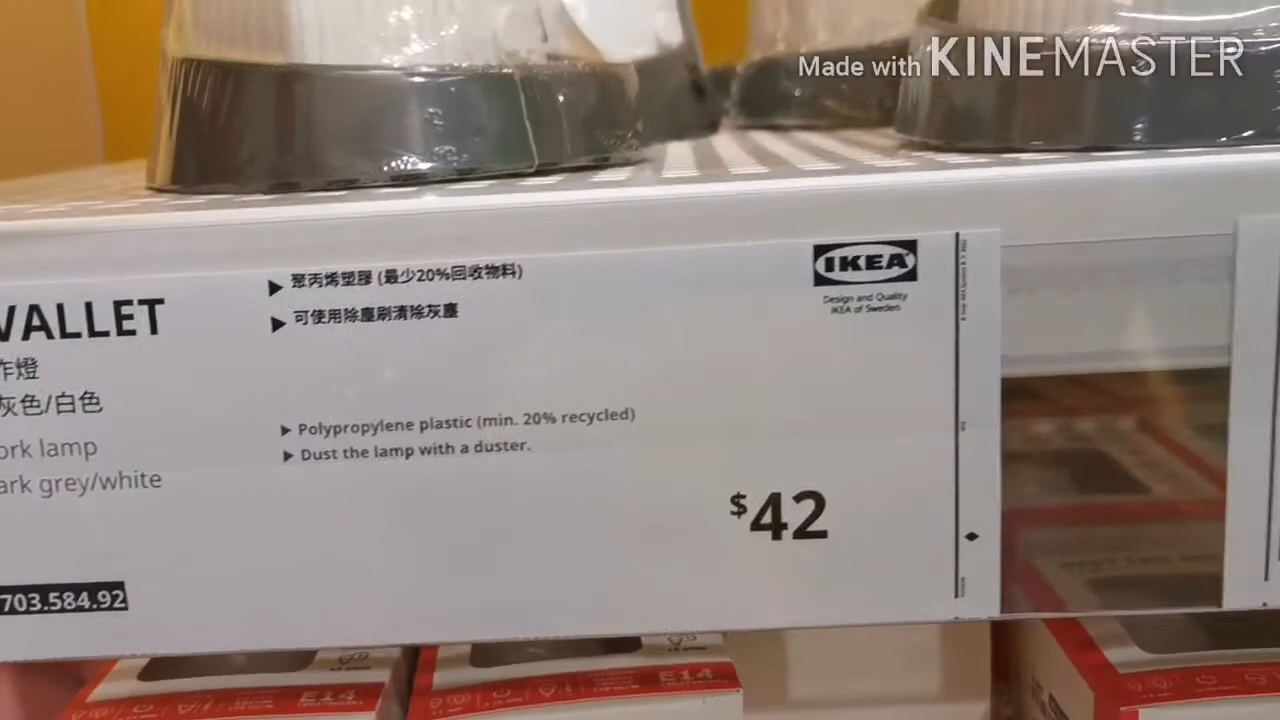 Made with KINEMASTER
VALLET
作燈
灰色/白色
ork lamp
ark grey/white
703.584.92
▶ 聚丙烯塑膠 (最少20%回收物料)
▶ 可使用除塵刷清除灰塵
▶ Polypropylene plastic (min. 20% recycled)
▶ Dust the lamp with a duster.
$42
IKEA
Design and Quality
IKEA of Sweden
E14
E14